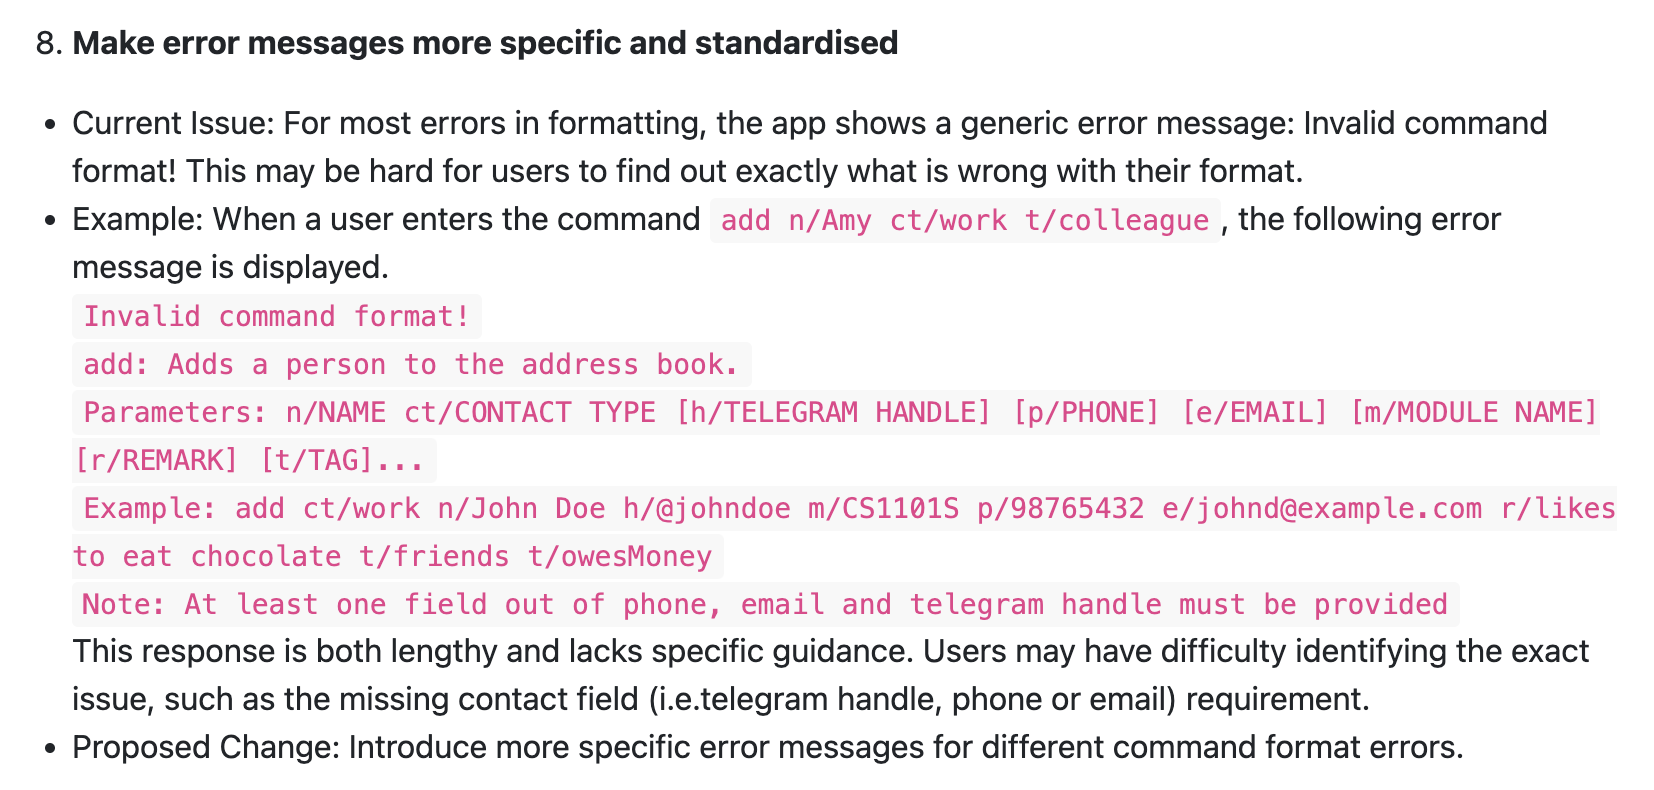 8. Make error messages more specific and standardised
• Current Issue: For most errors in formatting, the app shows a generic error message: Invalid command
format! This may be hard for users to find out exactly what is wrong with their format.
• Example: When a user enters the command add n/Amy ct/work t/colleague, the following error
message is displayed.
Invalid command format!
add: Adds a person to the address book.
Parameters: n/NAME ct/CONTACT TYPE [h/TELEGRAM HANDLE] [p/PHONE] [e/EMAIL] [m/MODULE NAME]
[r/REMARK] [t/TAG]...
Example: add ct/work n/John Doe h/@johndoe m/CS1101S p/98765432 e/johnd@example.com r/likes
to eat chocolate t/friends t/owesMoney
Note: At least one field out of phone, email and telegram handle must be provided
This response is both lengthy and lacks specific guidance. Users may have difficulty identifying the exact
issue, such as the missing contact field (i.e.telegram handle, phone or email) requirement.
• Proposed Change: Introduce more specific error messages for different command format errors.